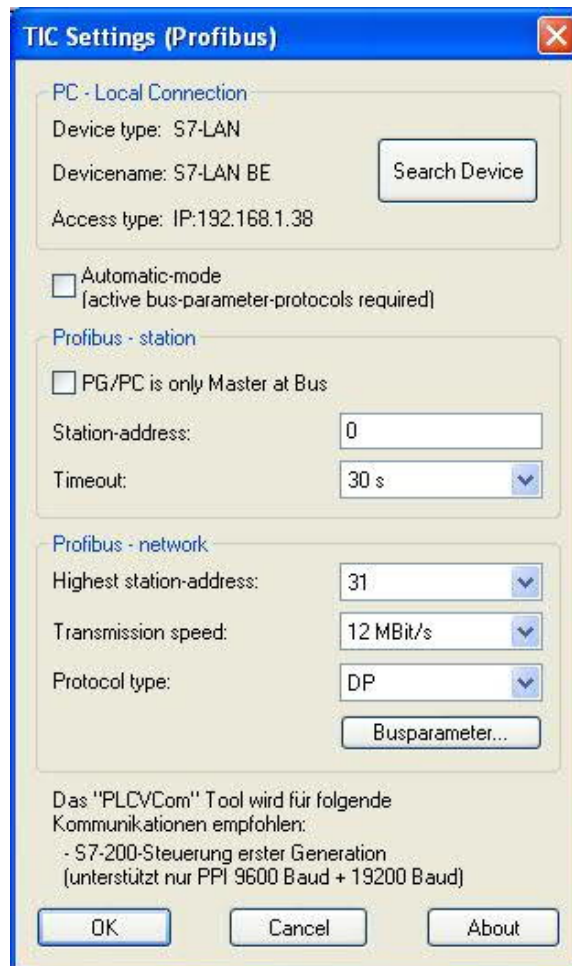 TIC Settings (Profibus)
PC - Local Connection
Device type: S7-LAN
Devicename: S7-LAN BE
Search Device
Access type: IP:192.168.1.38
Automatic-mode
(active bus-parameter-protocols required)
Profibus - station
PG/PC is only Master at Bus
Station-address: 0
Timeout: 30 s
Profibus - network
Highest station-address: 31
Transmission speed: 12 MBit/s
Protocol type: DP
Busparameter...
Das "PLCVCom" Tool wird für folgende
Kommunikationen empfohlen:
- S7-200-Steuerung erster Generation
(unterstützt nur PPI 9600 Baud + 19200 Baud)
OK Cancel About